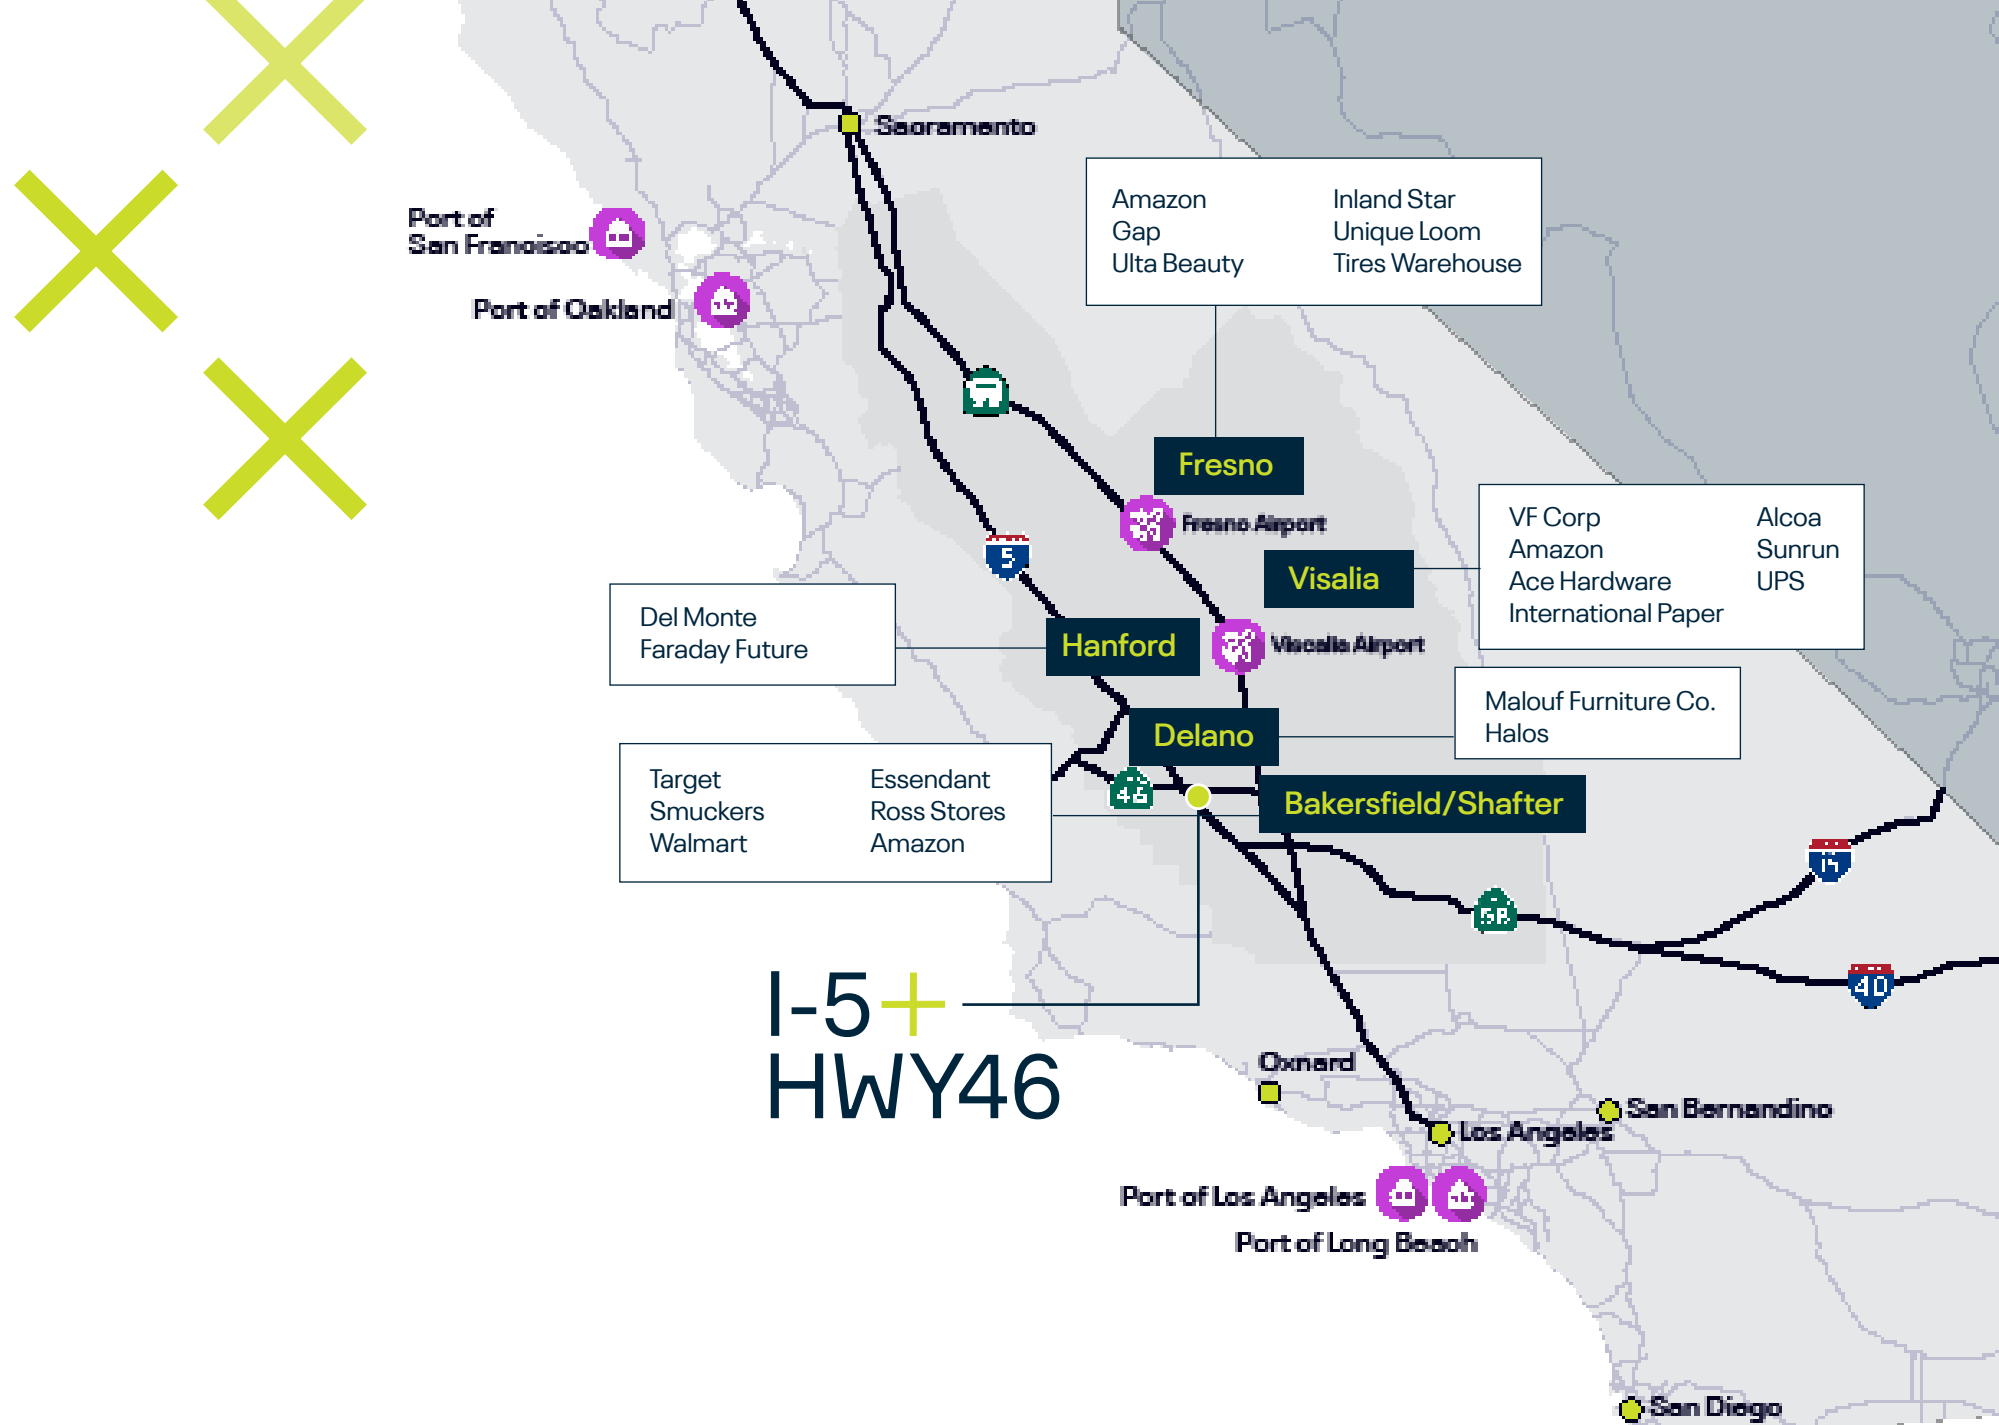 Sacramento
Port of
San Francisco
Port of Oakland
Amazon
Gap
Ulta Beauty
Inland Star
Unique Loom
Tires Warehouse
Fresno
Fresno Airport
5
Visalia
VF Corp
Amazon
Ace Hardware
International Paper
Alcoa
Sunrun
UPS
Del Monte
Faraday Future
Hanford
Viscalia Airport
Malouf Furniture Co.
Halos
Delano
Target
Smuckers
Walmart
Essendant
Ross Stores
Amazon
46
Bakersfield/Shafter
15
58
40
I-5+
HWY46
Oxnard
San Bernandino
Los Angeles
Port of Los Angeles
Port of Long Beach
San Diego